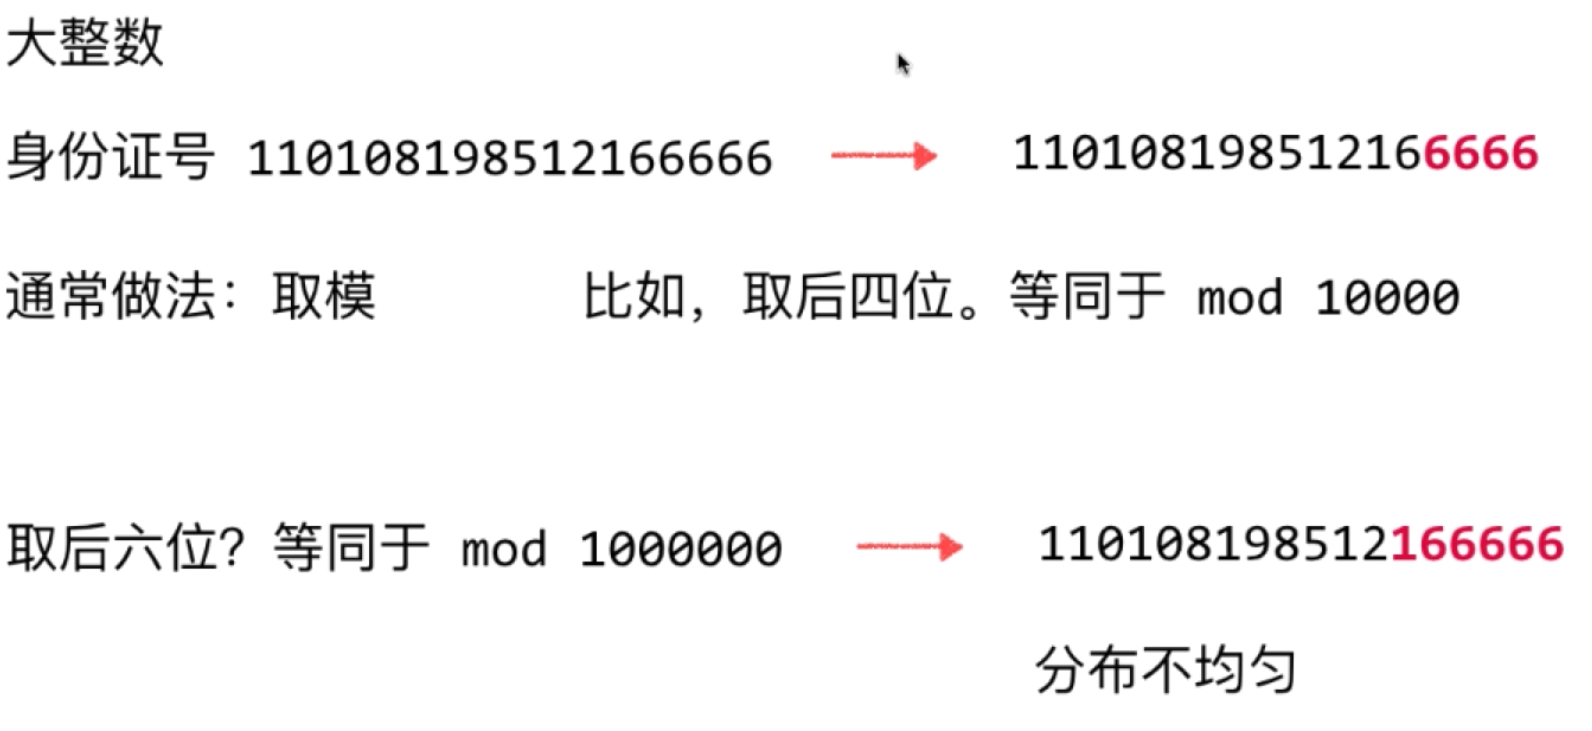 大整数
身份证号 110108198512166666 110108198512166666
通常做法：取模 比如，取后四位。等同于 mod 10000
取后六位？等同于 mod 1000000 110108198512166666
分布不均匀